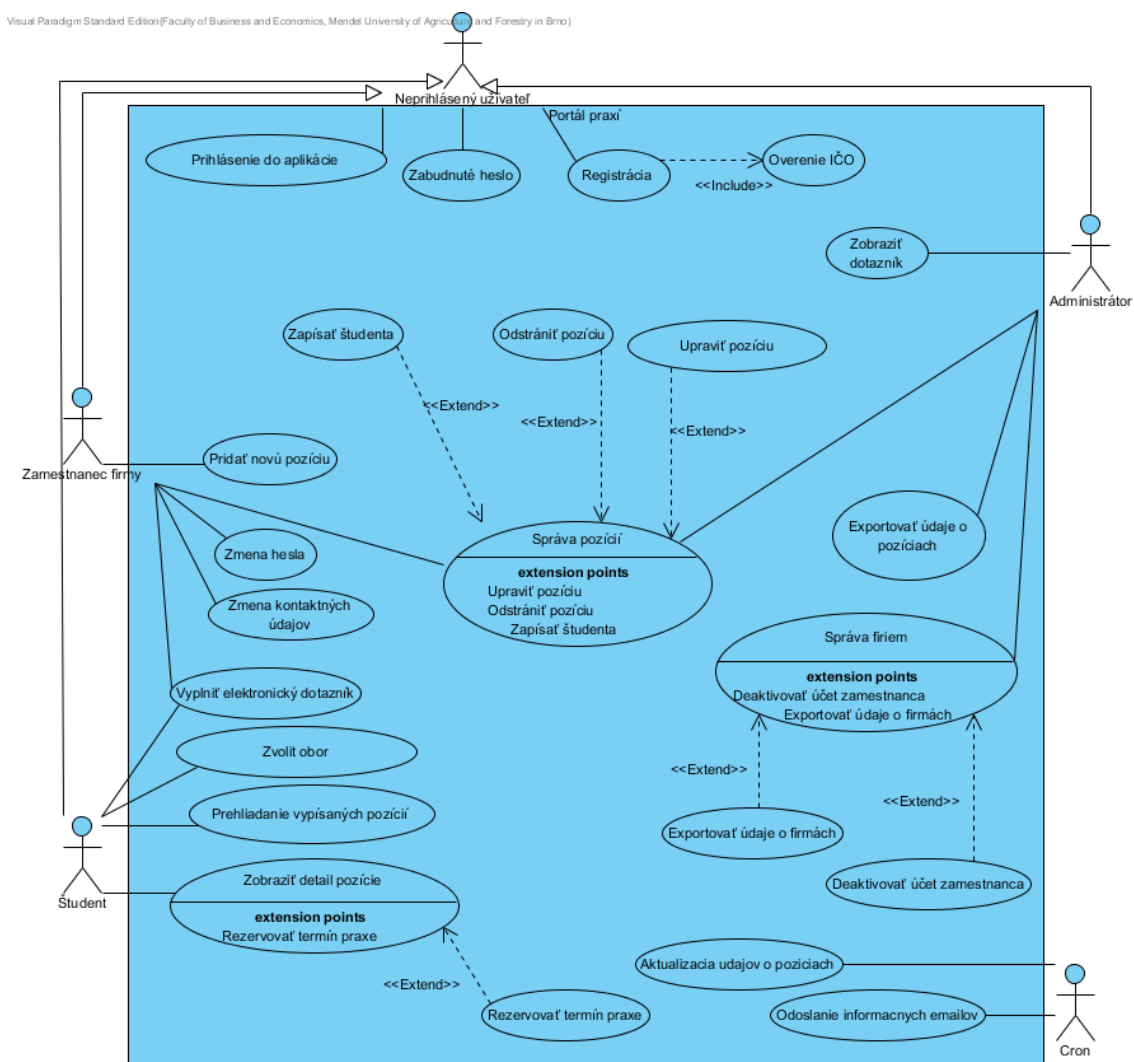 Visual Paradigm Standard Edition(Faculty of Business and Economics, Mendel University of Agriculture and Forestry in Brno)
Neprihlásený užívateľ
Portál praxí
Prihlásenie do aplikácie
Zabudnuté heslo
Registrácia
Overenie IČO
<<Include>>
Zobraziť
dotazník
Administrátor
Zapísať študenta
Odstrániť pozíciu
Upraviť pozíciu
<<Extend>>
<<Extend>>
<<Extend>>
Zamestnanec firmy
Pridať novú pozíciu
Zmena hesla
Zmena kontaktných
údajov
Správa pozícií
extension points
Upraviť pozíciu
Odstrániť pozíciu
Zapísať študenta
Exportovať údaje o
pozíciach
Správa firiem
extension points
Deaktivovať účet zamestnanca
Exportovať údaje o firmách
Vyplniť elektronický dotazník
Zvolit obor
Prehliadanie vypísaných pozícií
<<Extend>>
<<Extend>>
Exportovať údaje o firmách
Deaktivovať účet zamestnanca
Študent
Zobraziť detail pozície
extension points
Rezervovať termín praxe
<<Extend>>
Rezervovať termín praxe
Aktualizacia udajov o poziciach
Odoslanie informacnych emailov
Cron